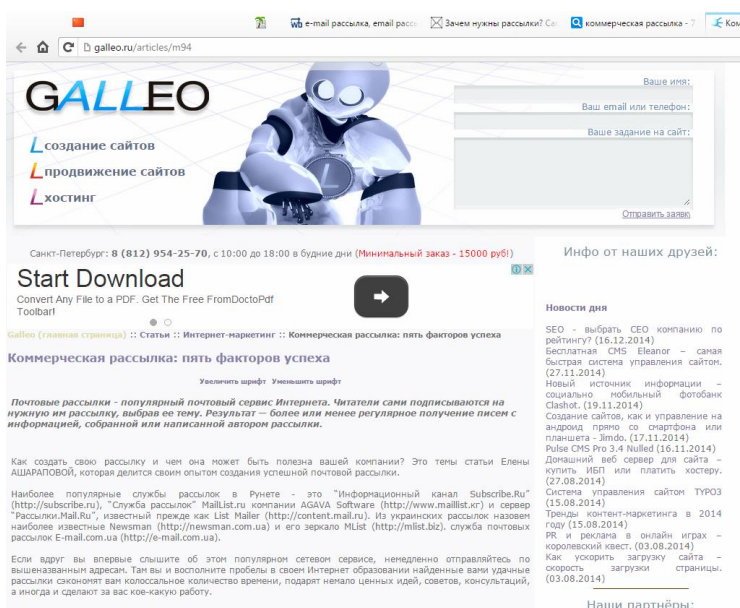 e-mail рассылка, email расс
Зачем нужны рассылки? Са
коммерческая рассылка - 7
Ком
galleo.ru/articles/m94
GALLEO
создание сайтов
продвижение сайтов
хостинг
Ваше имя:
Ваш email или телефон:
Ваше задание на сайт:
Отправить заявк
Санкт-Петербург: 8 (812) 954-25-70, с 10:00 до 18:00 в будние дни (Минимальный заказ - 15000 руб!)
Start Download
Convert Any File to a PDF. Get The Free FromDoctoPdf
Toolbar!
Galleo (главная страница) :: Статьи :: Интернет-маркетинг :: Коммерческая рассылка: пять факторов успеха
Коммерческая рассылка: пять факторов успеха
Увеличить шрифт Уменьшить шрифт
Почтовые рассылки - популярный почтовый сервис Интернета. Читатели сами подписываются на
нужную им рассылку, выбрав ее тему. Результат — более или менее регулярное получение писем с
информацией, собранной или написанной автором рассылки.
Как создать свою рассылку и чем она может быть полезна вашей компании? Это темы статьи Елены
АШАРАПОВОЙ, которая делится своим опытом создания успешной почтовой рассылки.
Наиболее популярные службы рассылок в Рунете - это "Информационный канал Subscribe.Ru"
(http://subscribe.ru), "Служба рассылок" MailList.ru компании AGAVA Software (http://www.maillist.кг) и сервер
"Рассылки.Mail.Ru", известный прежде как List Mailer (http://content.mail.ru). Из украинских рассылок назовем
наиболее известные Newsman (http://newsman.com.ua) и его зеркало MList (http://mlist.biz). служба почтовых
рассылок E-mail.com.ua (http://e-mail.com.ua).
Если вдруг вы впервые слышите об этом популярном сетевом сервисе, немедленно отправляйтесь по
вышеназванным адресам. Там вы и восполните пробелы в своем Интернет образовании найденные вами удачные
рассылки сэкономят вам колоссальное количество времени, подарят немало ценных идей, советов, консультаций,
а иногда и сделают за вас кое-какую работу.
Инфо от наших друзей:
Новости дня
SEO - выбрать CEO компанию по
рейтингу? (16.12.2014)
Бесплатная CMS Eleanor – самая
быстрая система управления сайтом.
(27.11.2014)
Новый источник информации –
социально мобильный фотобанк
Clashot. (19.11.2014)
Создание сайтов, как и управление на
андроид прямо со смартфона или
планшета - Jimdo. (17.11.2014)
Pulse CMS Pro 3.4 Nulled (16.11.2014)
Домашний веб сервер для сайта –
купить ИБП или платить хостеру.
(27.08.2014)
Система управления сайтом TYPO3
(15.08.2014)
Тренды контент-маркетинга в 2014
году (15.08.2014)
PR и реклама в онлайн играх –
королевский квест. (03.08.2014)
Как ускорить загрузку сайта –
скорость загрузки страницы.
(03.08.2014)
Наши партнёры: